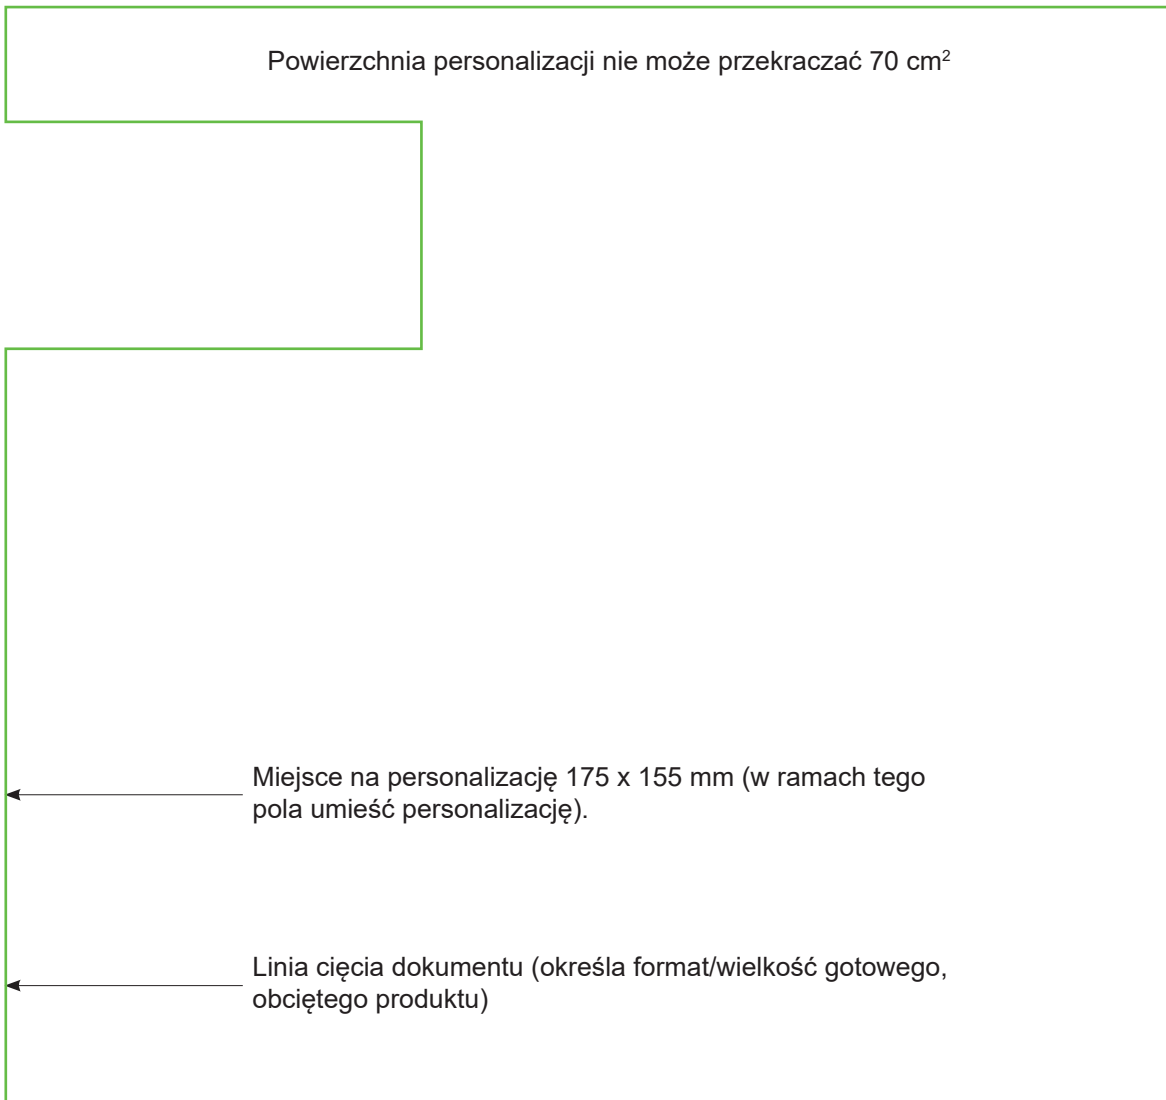 Powierzchnia personalizacji nie może przekraczać 70 cm²
Miejsce na personalizację 175 x 155 mm (w ramach tego
pola umieść personalizację).
Linia cięcia dokumentu (określa format/wielkość gotowego,
obciętego produktu)